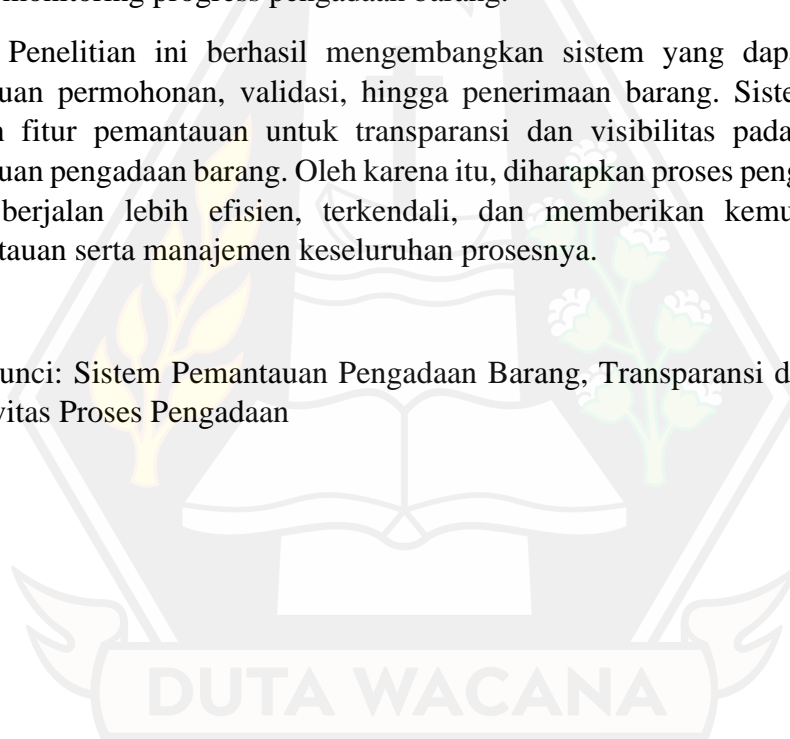 monitoring progress pengadaan barang.
Penelitian ini berhasil mengembangkan sistem yang dapa
uan permohonan, validasi, hingga penerimaan barang. Siste
fitur pemantauan untuk transparansi dan visibilitas pada
uan pengadaan barang. Oleh karena itu, diharapkan proses peng
berjalan lebih efisien, terkendali, dan memberikan kemu
tauan serta manajemen keseluruhan prosesnya.
unci: Sistem Pemantauan Pengadaan Barang, Transparansi d
vitas Proses Pengadaan
DUTA WACANA